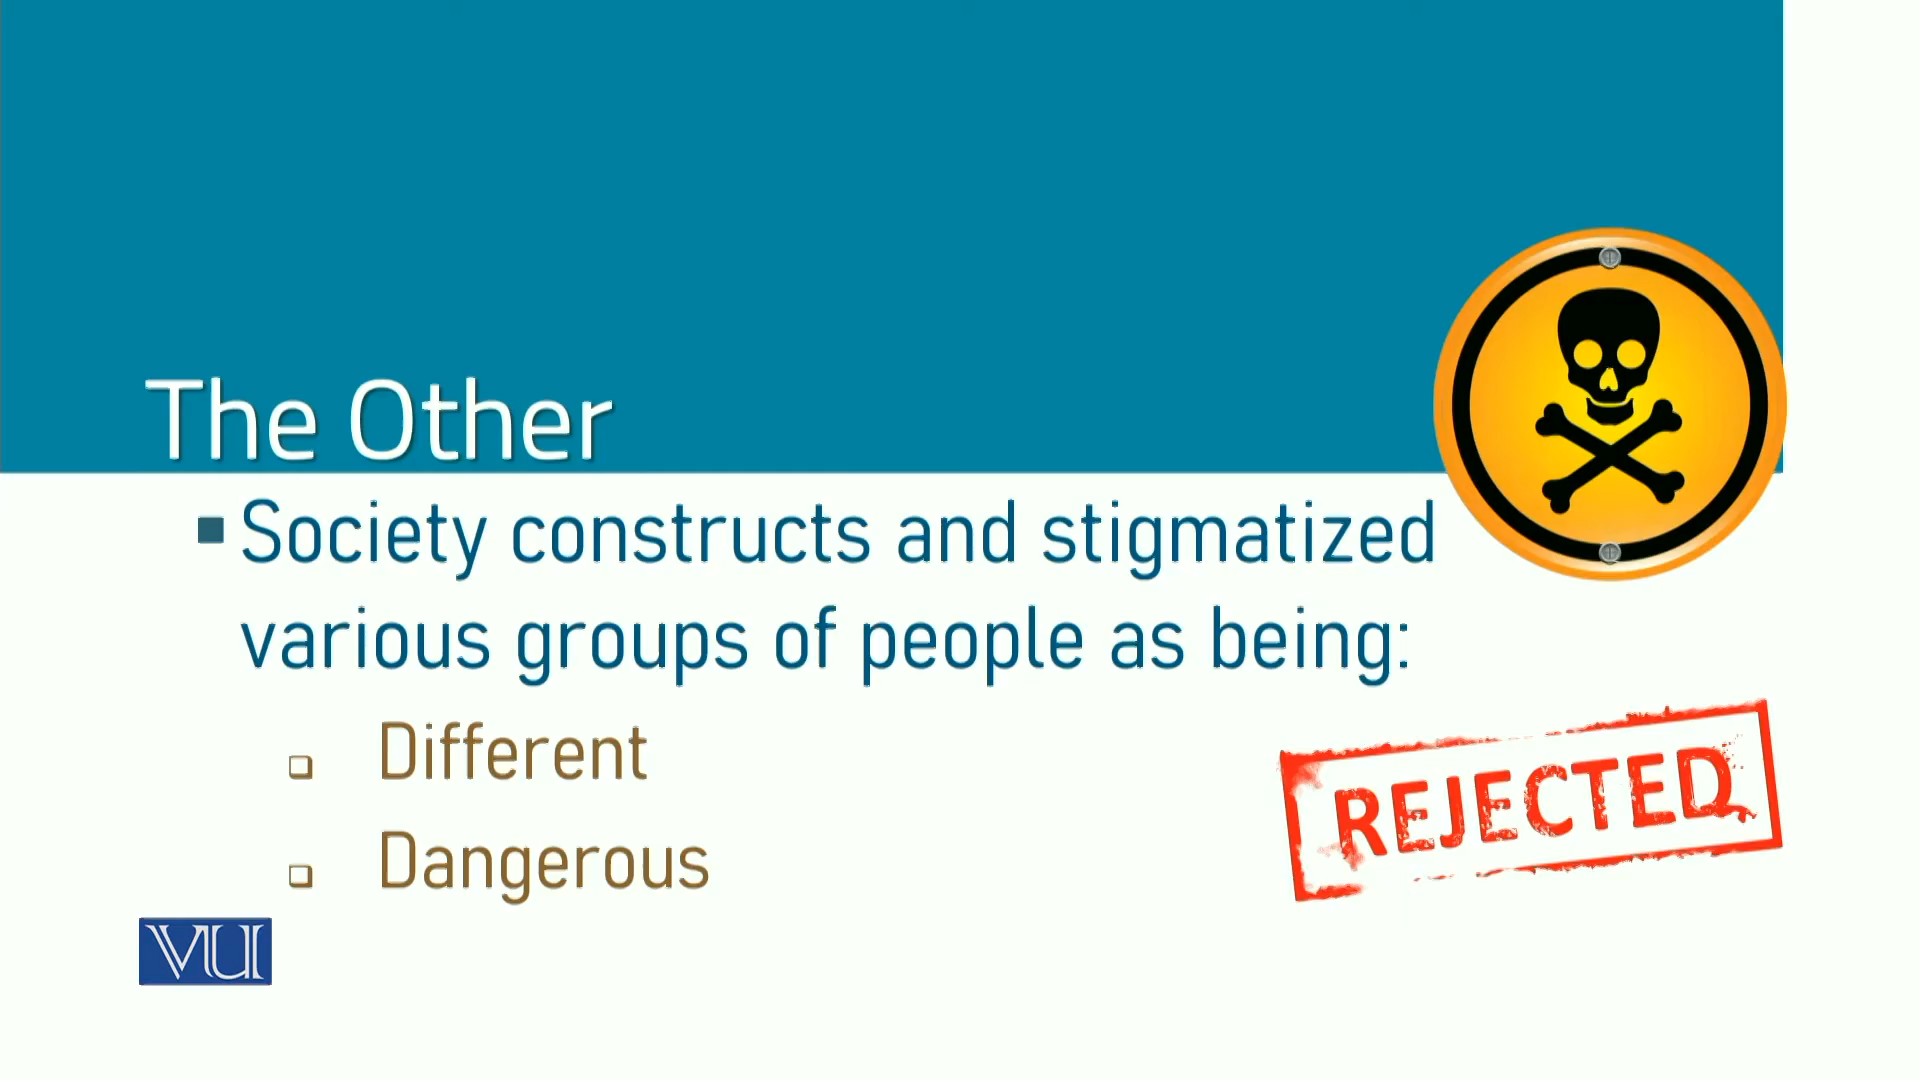 The Other
Society constructs and stigmatized
various groups of people as being:
Different
Dangerous
REJECTED
VU